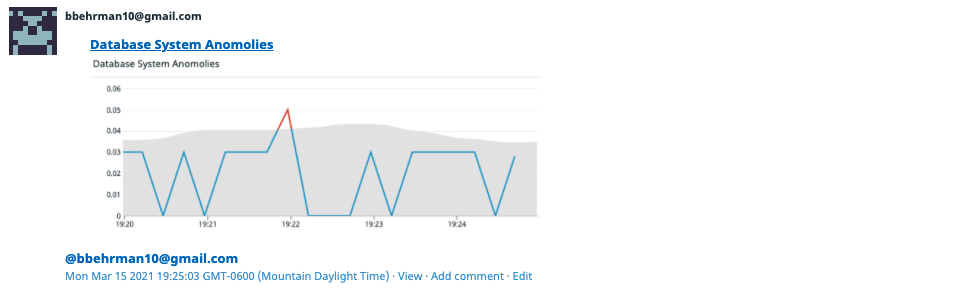 bbehrman10@gmail.com
Database System Anomolies
Database System Anomolies
0.06
0.05
0.04
0.03
0.02
0.01
0
19:20 19:21 19:22 19:23 19:24
@bbehrman10@gmail.com
Mon Mar 15 2021 19:25:03 GMT-0600 (Mountain Daylight Time) · View · Add comment · Edit